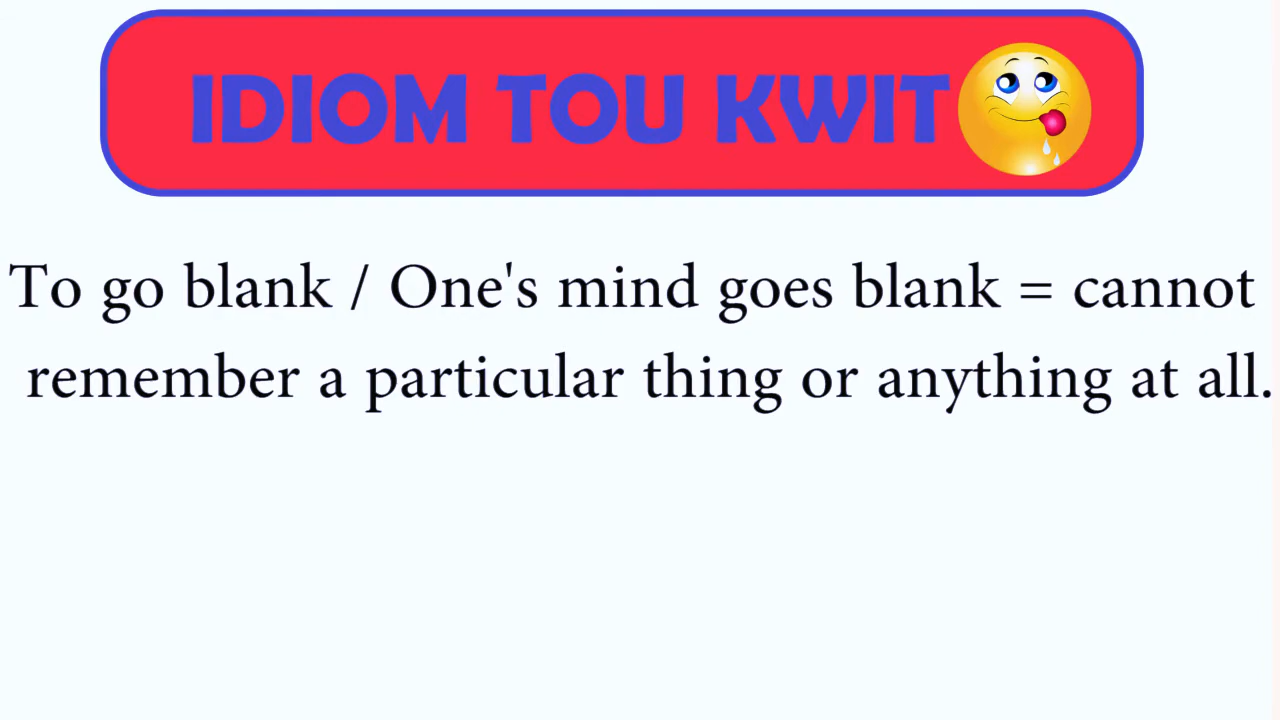 IDIOM TOU KWIT
To go blank / One's mind goes blank = cannot
remember a particular thing or anything at all.